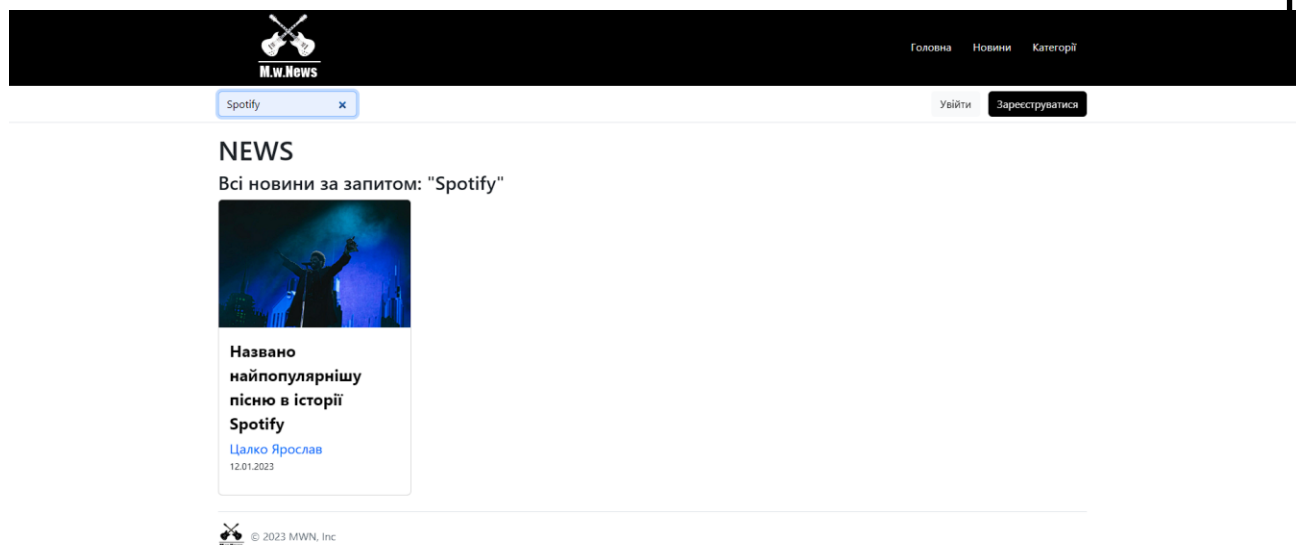 M.w.News
Головна Новини Категорії
Spotify
Увійти Зареєструватися
NEWS
Всі новини за запитом: "Spotify"
Названо
найпопулярнішу
пісню в історії
Spotify
Цалко Ярослав
12.01.2023
© 2023 MWN, Inc